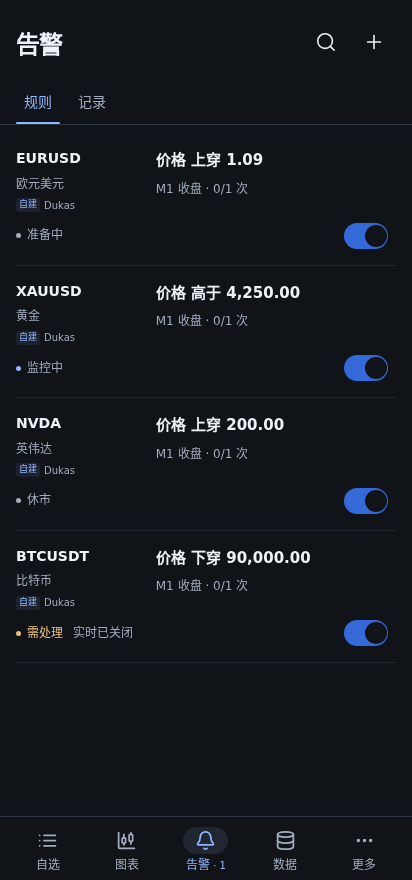 告警
规则 记录
EURUSD 价格 上穿 1.09
欧元美元 M1 收盘 · 0/1 次
自建 Dukas
准备中
XAUUSD 价格 高于 4,250.00
黄金 M1 收盘 · 0/1 次
自建 Dukas
监控中
NVDA 价格 上穿 200.00
英伟达 M1 收盘 · 0/1 次
自建 Dukas
休市
BTCUSDT 价格 下穿 90,000.00
比特币 M1 收盘 · 0/1 次
自建 Dukas
需处理 实时已关闭
自选 图表 告警 · 1 数据 更多